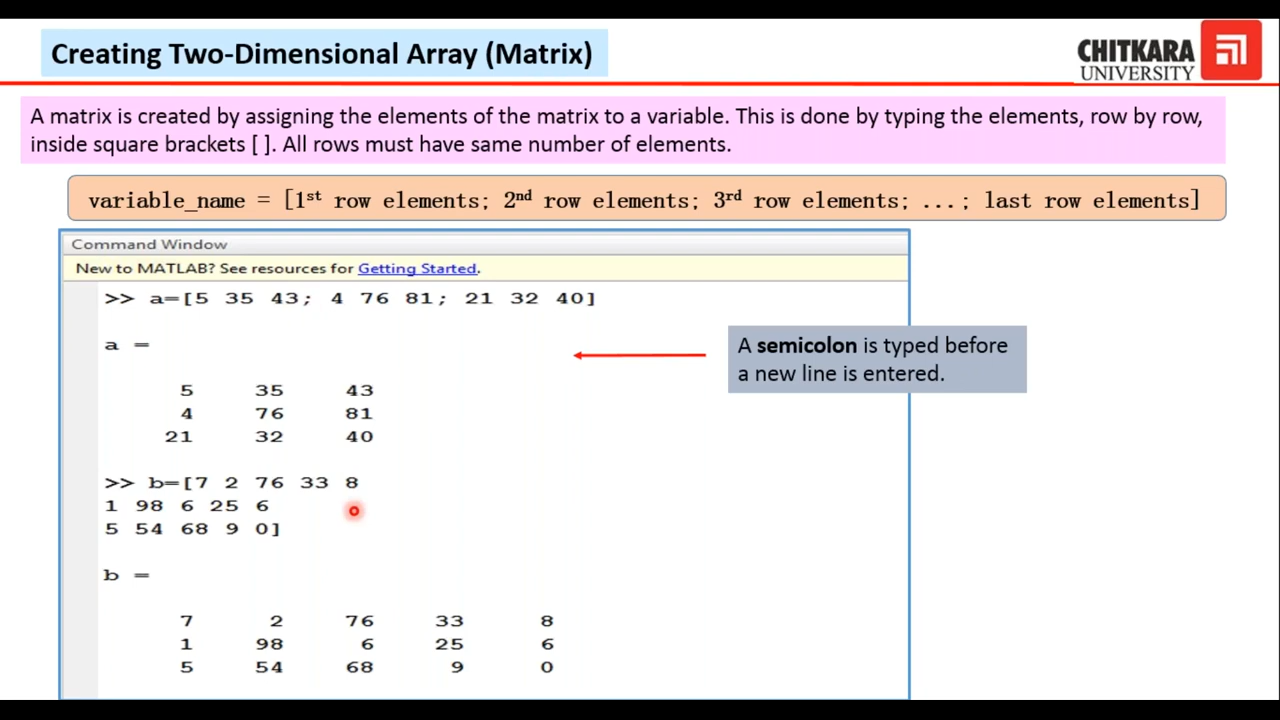 Creating Two-Dimensional Array (Matrix)
CHITKARA
UNIVERSITY
A matrix is created by assigning the elements of the matrix to a variable. This is done by typing the elements, row by row,
inside square brackets [ ]. All rows must have same number of elements.
variable_name = [1st row elements; 2nd row elements; 3rd row elements; ...; last row elements]
Command Window
New to MATLAB? See resources for Getting Started.
>> a=[5 35 43; 4 76 81; 21 32 40]
a =
A semicolon is typed before
a new line is entered.
5 35 43
4 76 81
21 32 40
>> b=[7 2 76 33 8
1 98 6 25 6
5 54 68 9 0]
b =
7 2 76 33 8
1 98 6 25 6
5 54 68 9 0